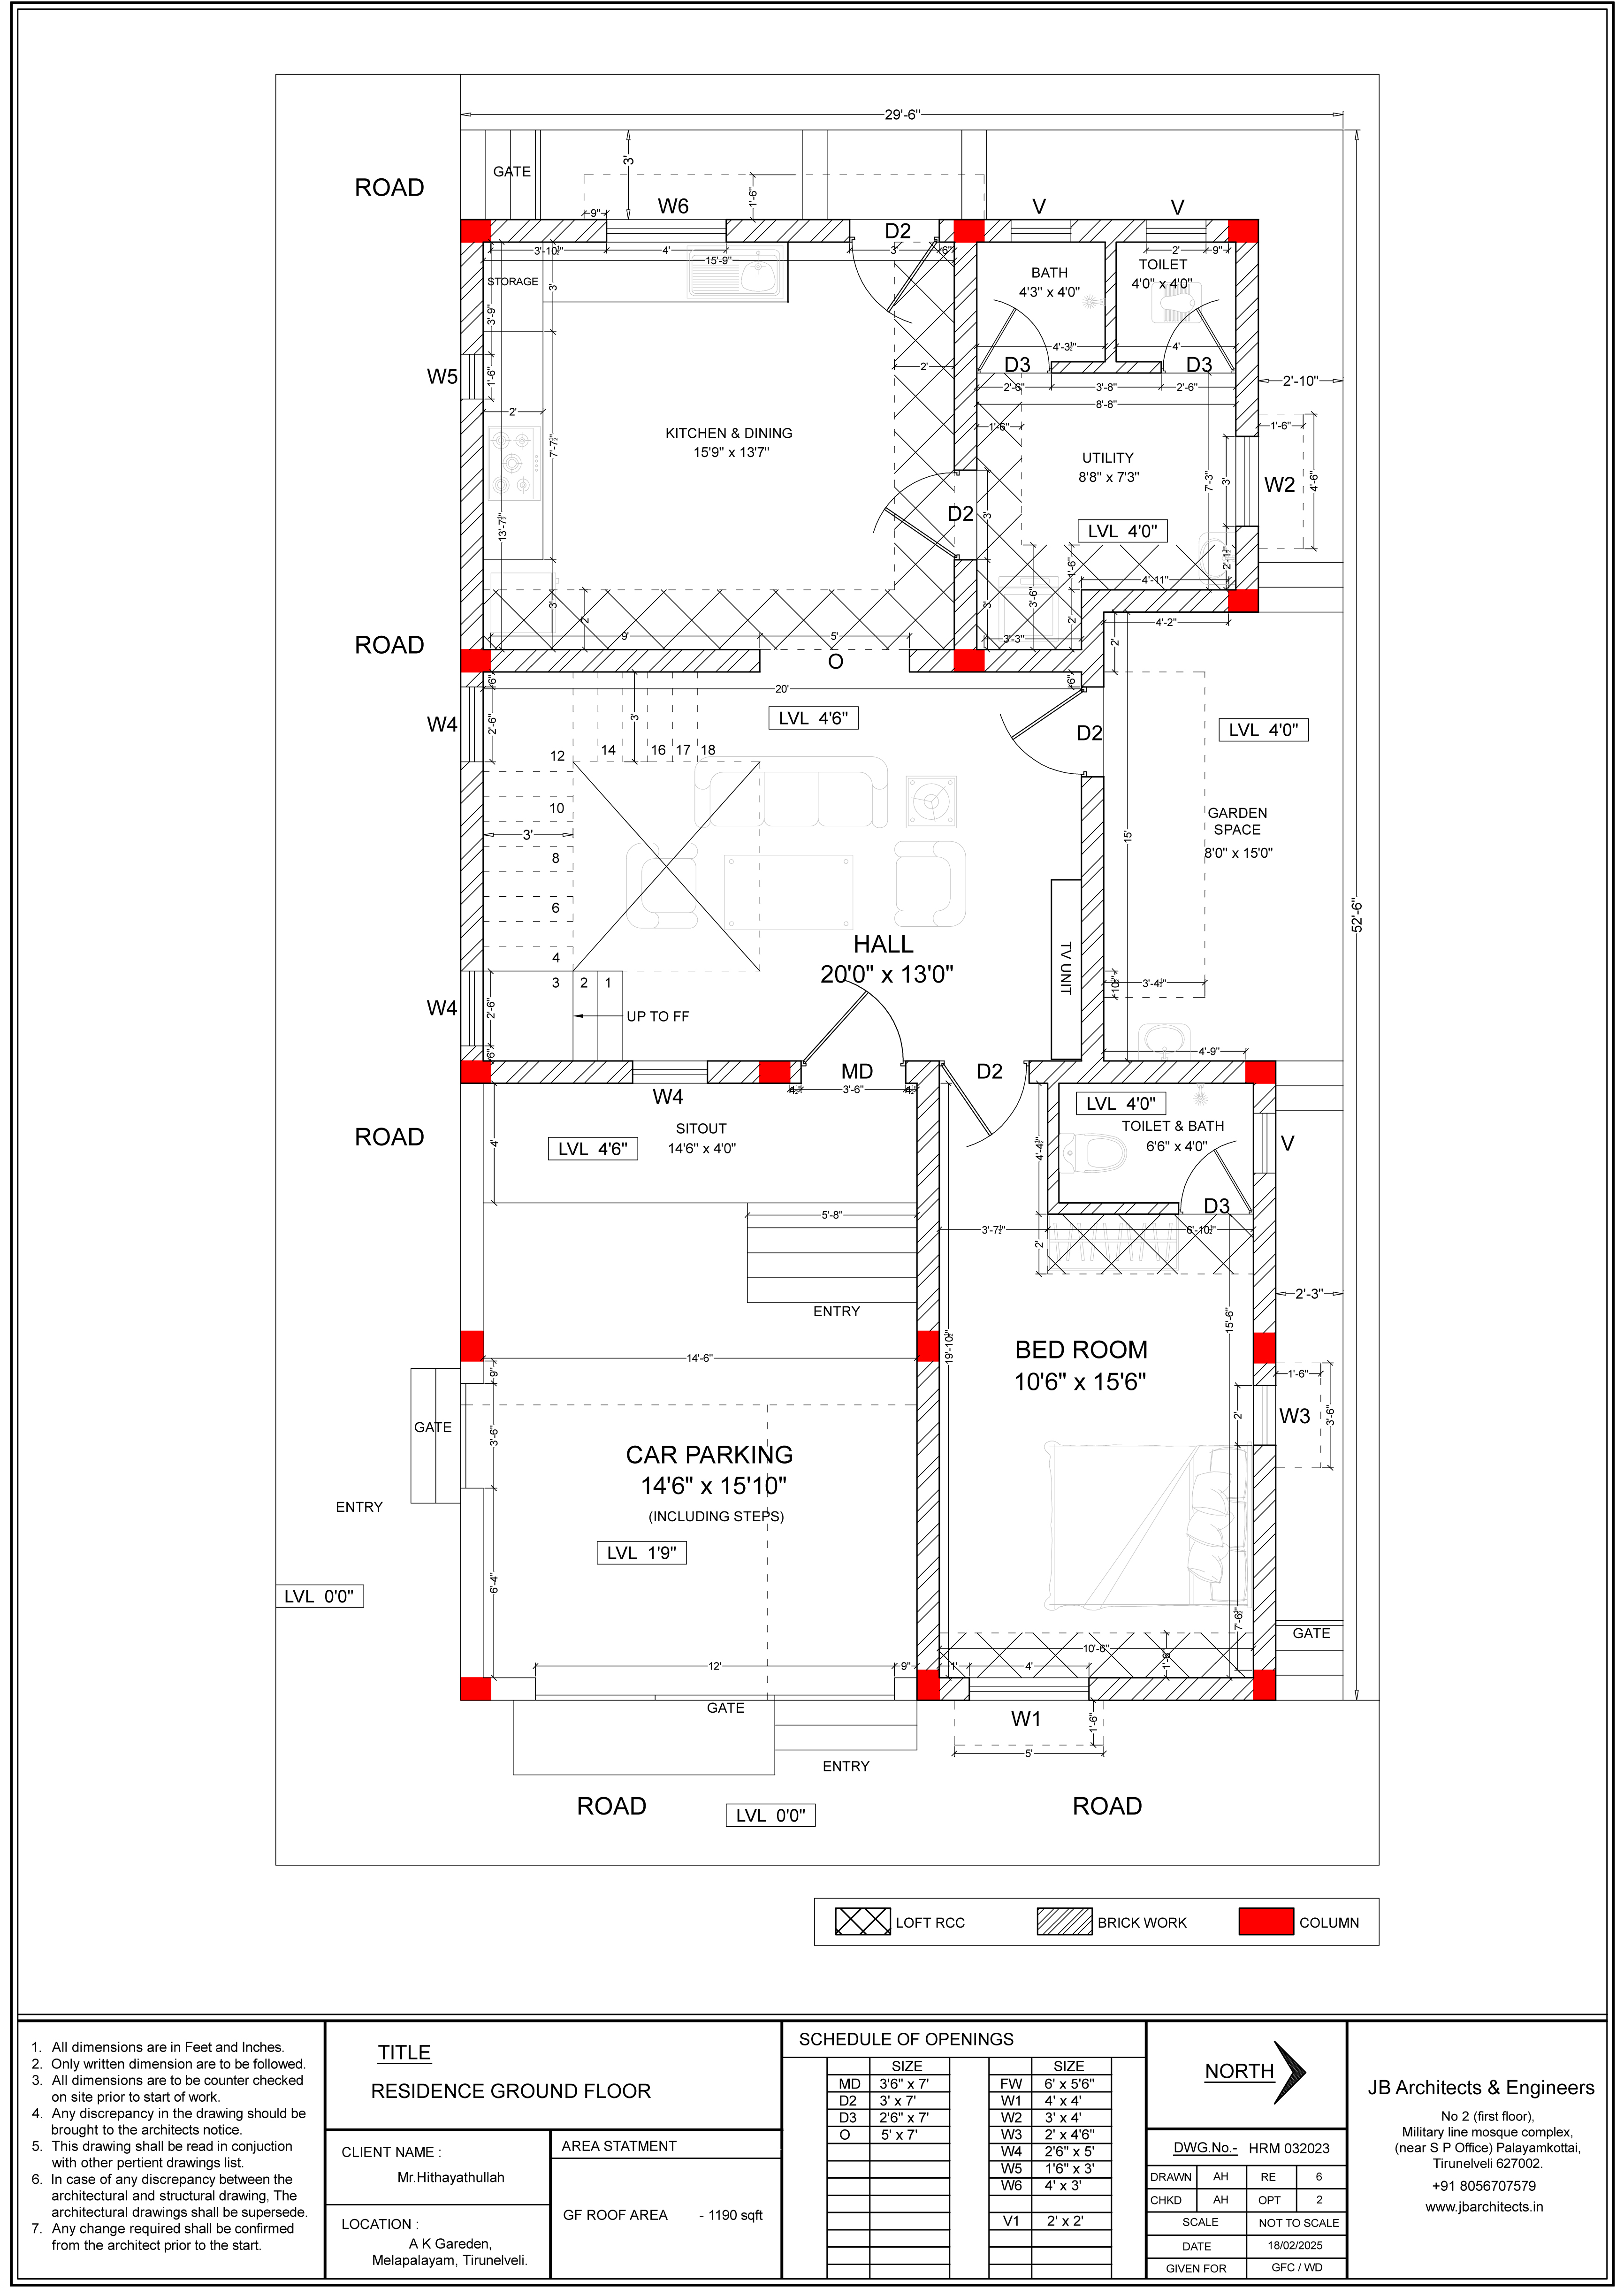 29'-6"
ROAD
GATE
3'
1'-6"
9"
W6
V
V
D2
3'-10½"
4'
3'
6"
15'-9"
2'
9"
STORAGE
3'
BATH
4'3" x 4'0"
TOILET
4'0" x 4'0"
3'-9"
W5
1'-6"
2'
4'-3½"
4'
D3
D3
2'-6"
3'-8"
2'-6"
8'-8"
2'-10"
2'
1'-6"
1'-6"
KITCHEN & DINING
15'9" x 13'7"
7'-7½"
UTILITY
8'8" x 7'3"
7'-3"
3'
W2
4'-6"
13'-7½"
D2
3'
LVL 4'0"
2'-1½"
1'-6"
4'-11"
3'
2'
3'
3'-6"
2'
4'-2"
ROAD
9'
5'
3'-3"
2'
O
6"
20'
6"
W4
2'-6"
3'
LVL 4'6"
D2
LVL 4'0"
12
14
16
17
18
10
3'
8
6
4
15'
GARDEN
SPACE
8'0" x 15'0"
52'-6"
HALL
20'0" x 13'0"
TV UNIT
3
2
1
10½"
3'-4½"
W4
2'-6"
UP TO FF
6"
4'-9"
MD
D2
4½"
3'-6"
4½"
W4
ROAD
4'
LVL 4'6"
SITOUT
14'6" x 4'0"
LVL 4'0"
TOILET & BATH
6'6" x 4'0"
V
4'-4½"
D3
5'-8"
3'-7½"
6'-10½"
2'
ENTRY
2'-3"
15'-6"
19'-10½"
14'-6"
BED ROOM
10'6" x 15'6"
9"
1'-6"
GATE
3'-6"
2'
W3
3'-6"
CAR PARKING
14'6" x 15'10"
(INCLUDING STEPS)
ENTRY
LVL 1'9"
6'-4"
LVL 0'0"
7'-6½"
GATE
10'-6"
1'-6"
12'
9"
1'
4'
GATE
W1
1'-6"
5'
ENTRY
ROAD
LVL 0'0"
ROAD
LOFT RCC
BRICK WORK
COLUMN
1. All dimensions are in Feet and Inches.
2. Only written dimension are to be followed.
3. All dimensions are to be counter checked
on site prior to start of work.
4. Any discrepancy in the drawing should be
brought to the architects notice.
5. This drawing shall be read in conjuction
with other pertient drawings list.
6. In case of any discrepancy between the
architectural and structural drawing, The
architectural drawings shall be supersede.
7. Any change required shall be confirmed
from the architect prior to the start.
TITLE
RESIDENCE GROUND FLOOR
CLIENT NAME :
Mr.Hithayathullah
LOCATION :
A K Gareden,
Melapalayam, Tirunelveli.
AREA STATMENT
GF ROOF AREA - 1190 sqft
SCHEDULE OF OPENINGS
SIZE
MD 3'6" x 7'
D2 3' x 7'
D3 2'6" x 7'
O 5' x 7'
SIZE
FW 6' x 5'6"
W1 4' x 4'
W2 3' x 4'
W3 2' x 4'6"
W4 2'6" x 5'
W5 1'6" x 3'
W6 4' x 3'
V1 2' x 2'
NORTH
DWG.No.- HRM 032023
DRAWN AH RE 6
CHKD AH OPT 2
SCALE NOT TO SCALE
DATE 18/02/2025
GIVEN FOR GFC / WD
JB Architects & Engineers
No 2 (first floor),
Military line mosque complex,
(near S P Office) Palayamkottai,
Tirunelveli 627002.
+91 8056707579
www.jbarchitects.in